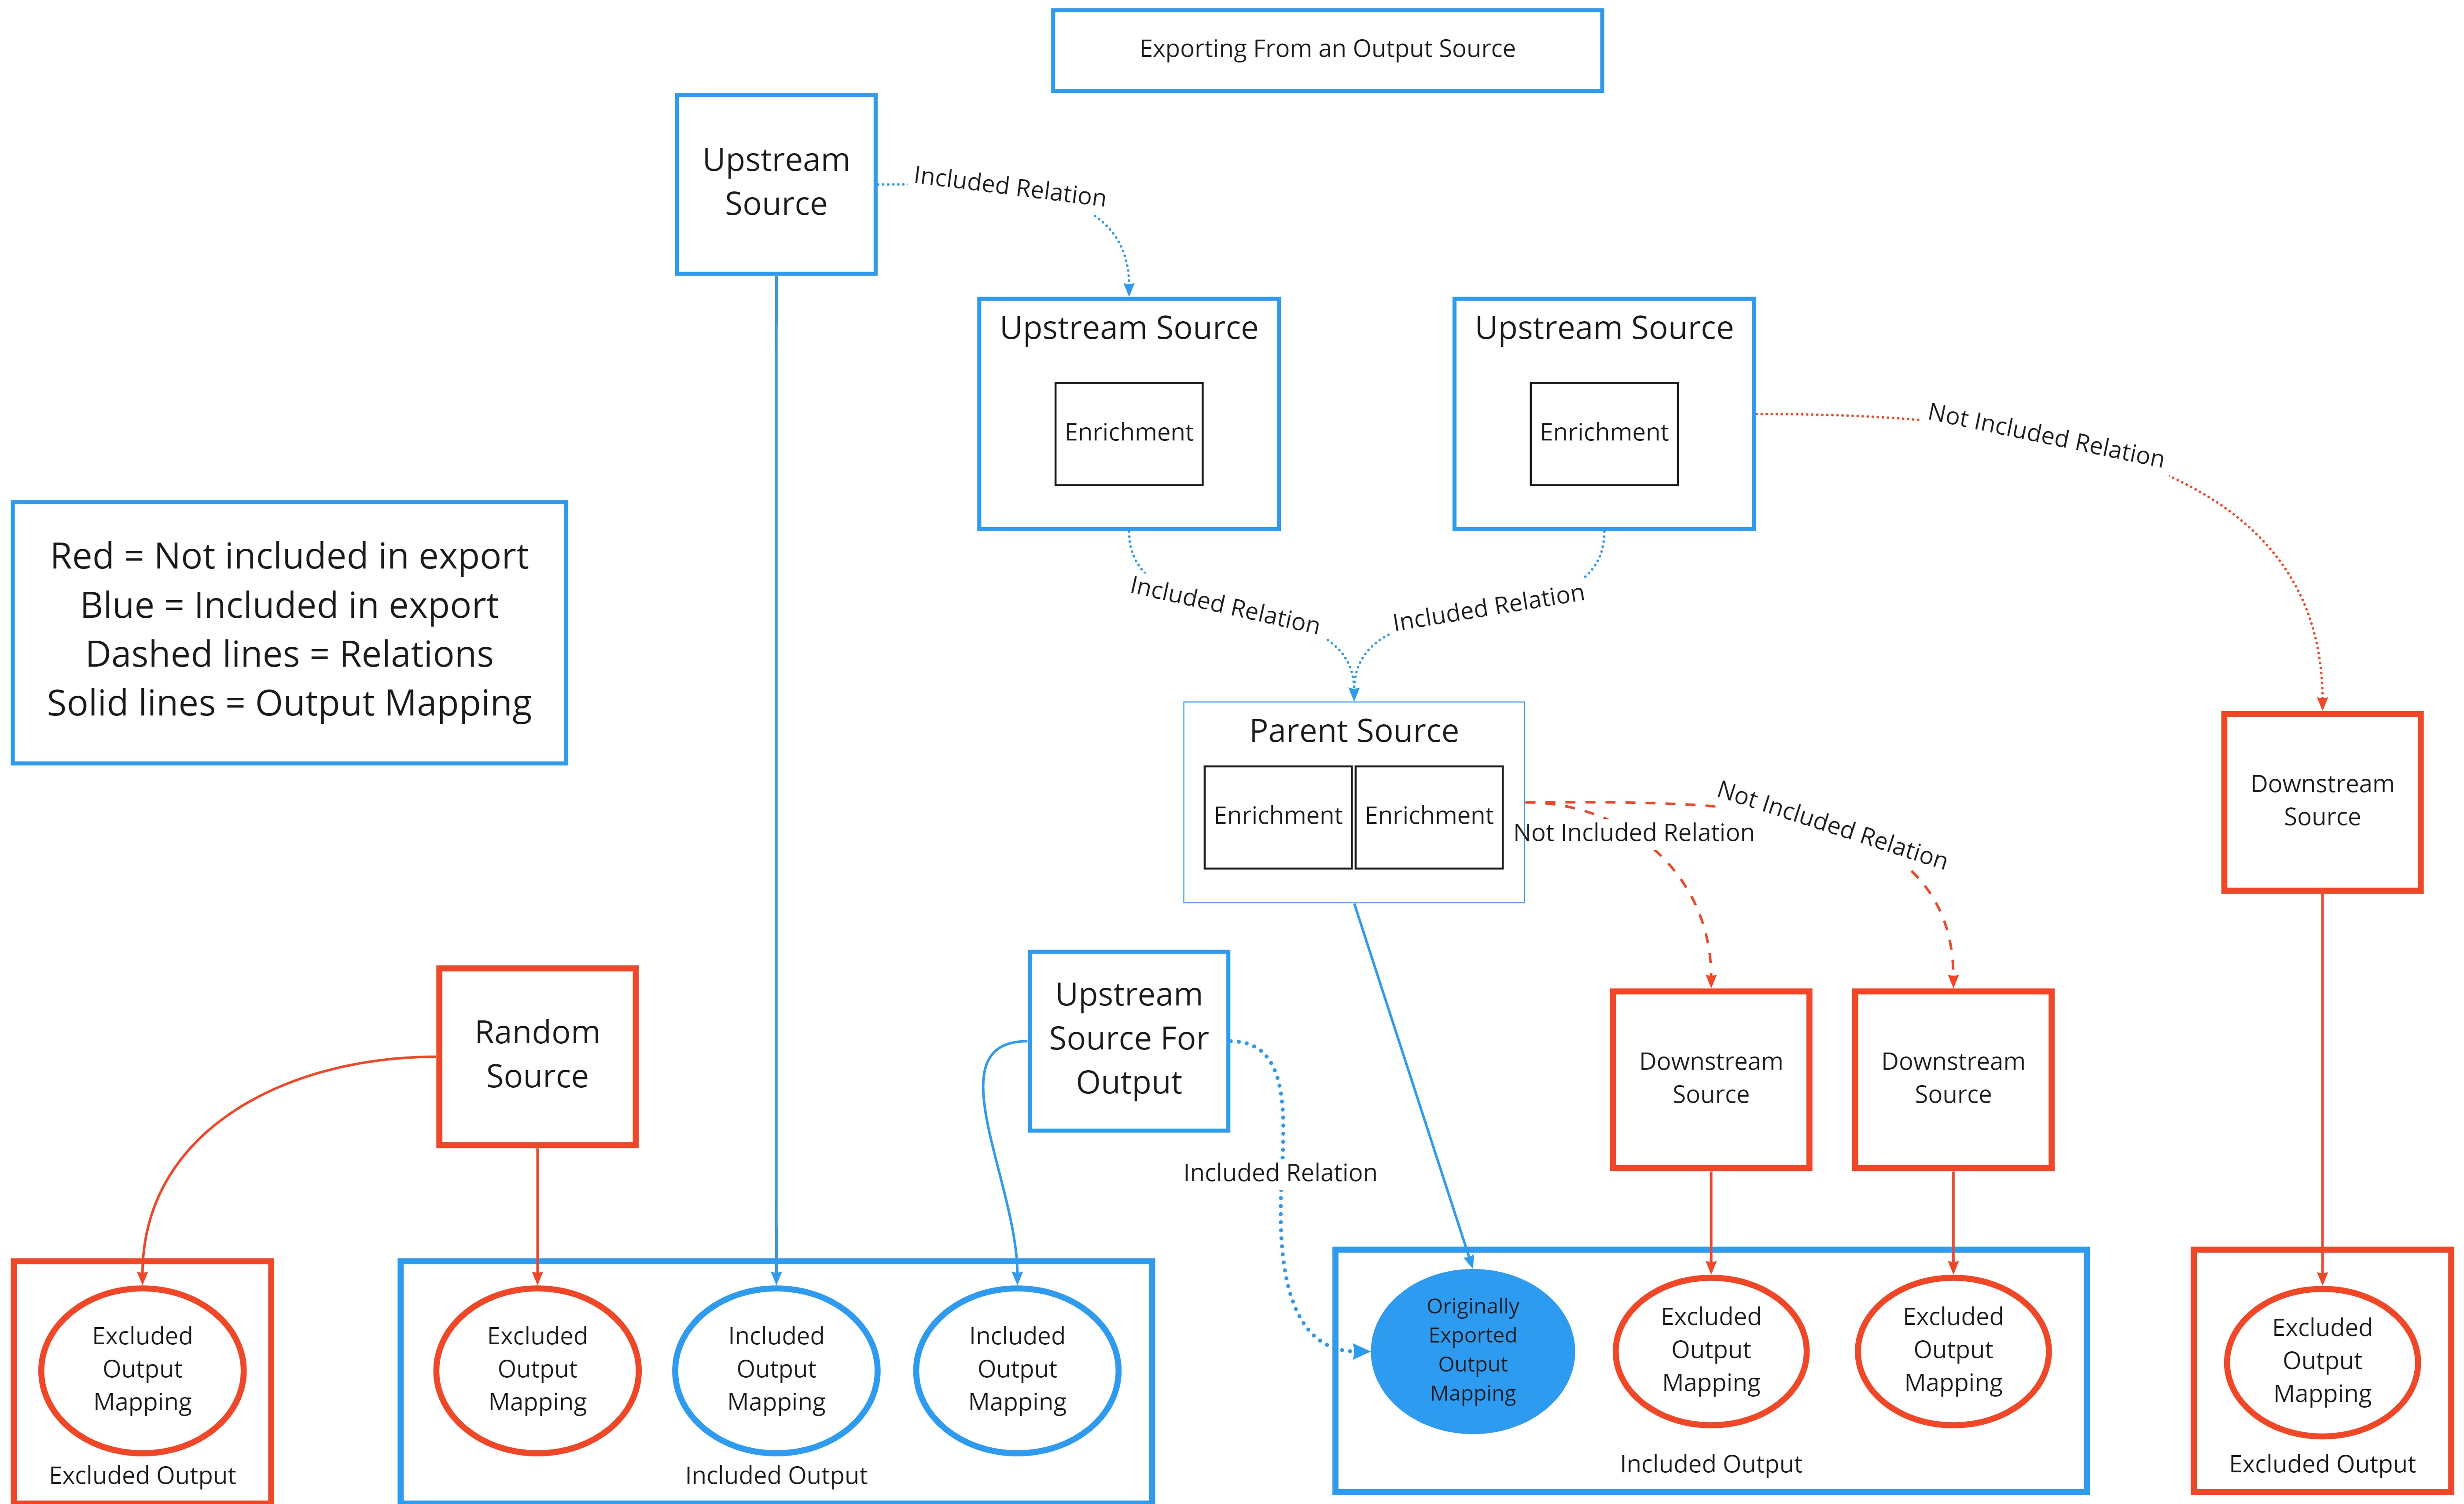 Exporting From an Output Source
Upstream
Source
Included Relation
Upstream Source
Enrichment
Upstream Source
Enrichment
Not Included Relation
Red = Not included in export
Blue = Included in export
Dashed lines = Relations
Solid lines = Output Mapping
Included Relation
Included Relation
Parent Source
Enrichment
Enrichment
Not Included Relation
Not Included Relation
Downstream
Source
Random
Source
Upstream
Source For
Output
Included Relation
Downstream
Source
Downstream
Source
Excluded
Output
Mapping
Excluded Output
Excluded
Output
Mapping
Included
Output
Mapping
Included
Output
Mapping
Included Output
Originally
Exported
Output
Mapping
Excluded
Output
Mapping
Excluded
Output
Mapping
Included Output
Excluded
Output
Mapping
Excluded Output